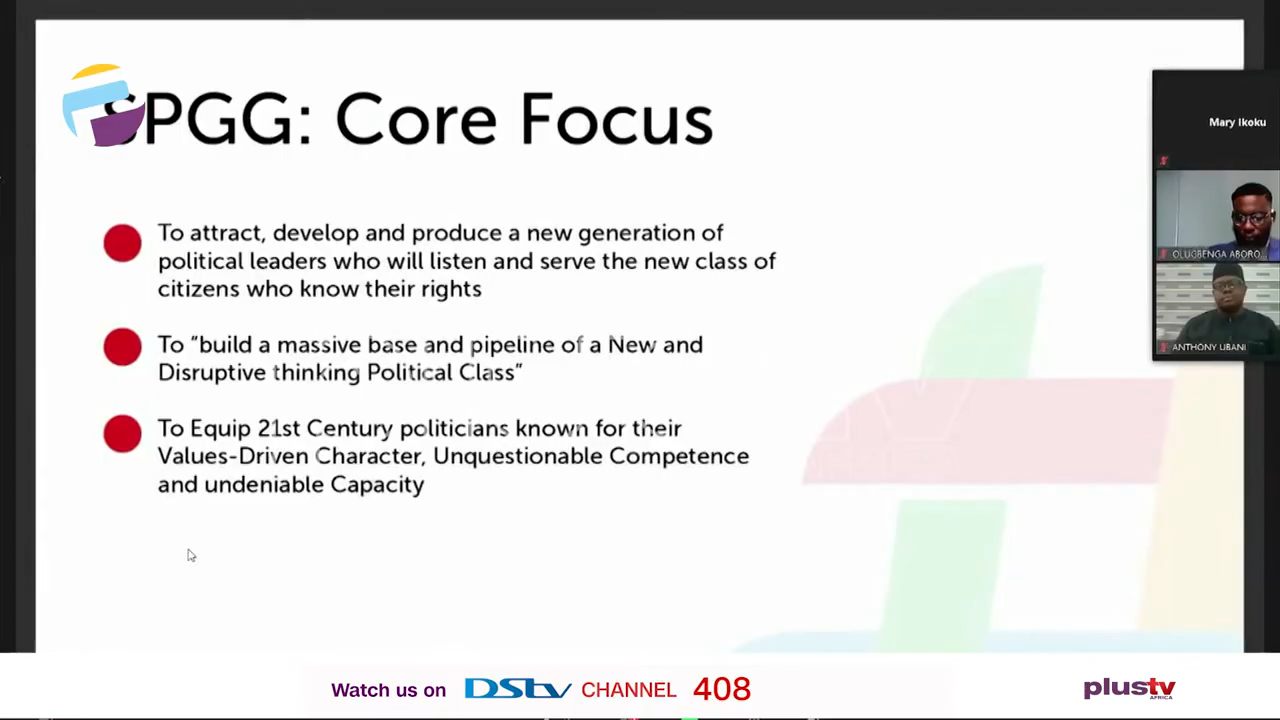 SPGG: Core Focus
To attract, develop and produce a new generation of
political leaders who will listen and serve the new class of
citizens who know their rights
To “build a massive base and pipeline of a New and
Disruptive thinking Political Class”
To Equip 21st Century politicians known for their
Values-Driven Character, Unquestionable Competence
and undeniable Capacity
Mary Ikoku
OLUGBENGA ABORO...
ANTHONY UBANI
Watch us on DStv CHANNEL 408
plustv
AFRICA